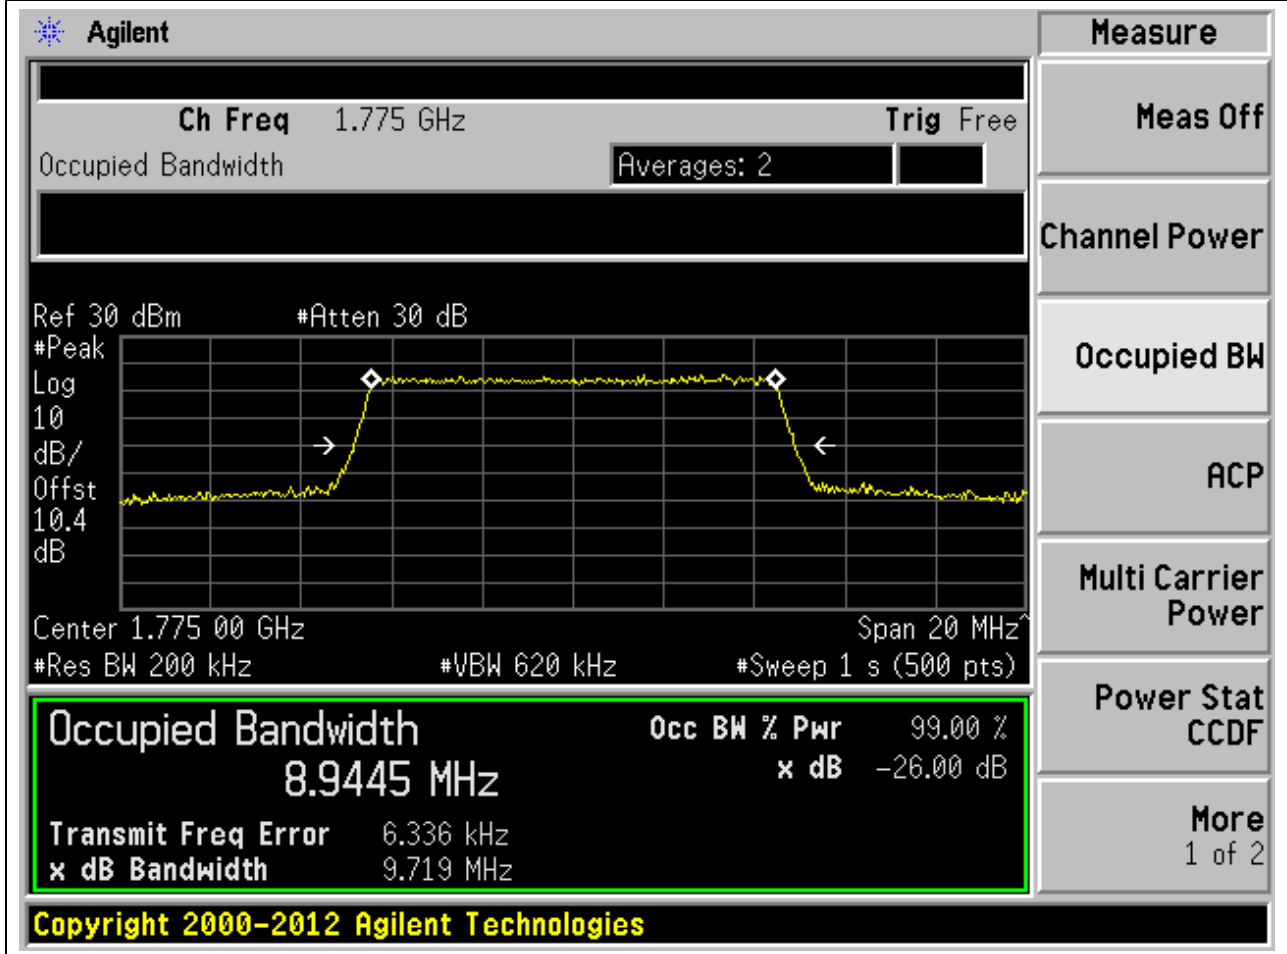 Agilent
Measure
Ch Freq 1.775 GHz Trig Free
Occupied Bandwidth Averages: 2
Meas Off
Channel Power
Occupied BW
ACP
Multi Carrier
Power
Power Stat
CCDF
More
1 of 2
Ref 30 dBm #Atten 30 dB
#Peak
Log
10
dB/
Offst
10.4
dB
Center 1.775 00 GHz Span 20 MHz^
#Res BW 200 kHz #VBW 620 kHz #Sweep 1 s (500 pts)
Occupied Bandwidth Occ BW % Pwr 99.00 %
8.9445 MHz x dB -26.00 dB
Transmit Freq Error 6.336 kHz
x dB Bandwidth 9.719 MHz
Copyright 2000-2012 Agilent Technologies